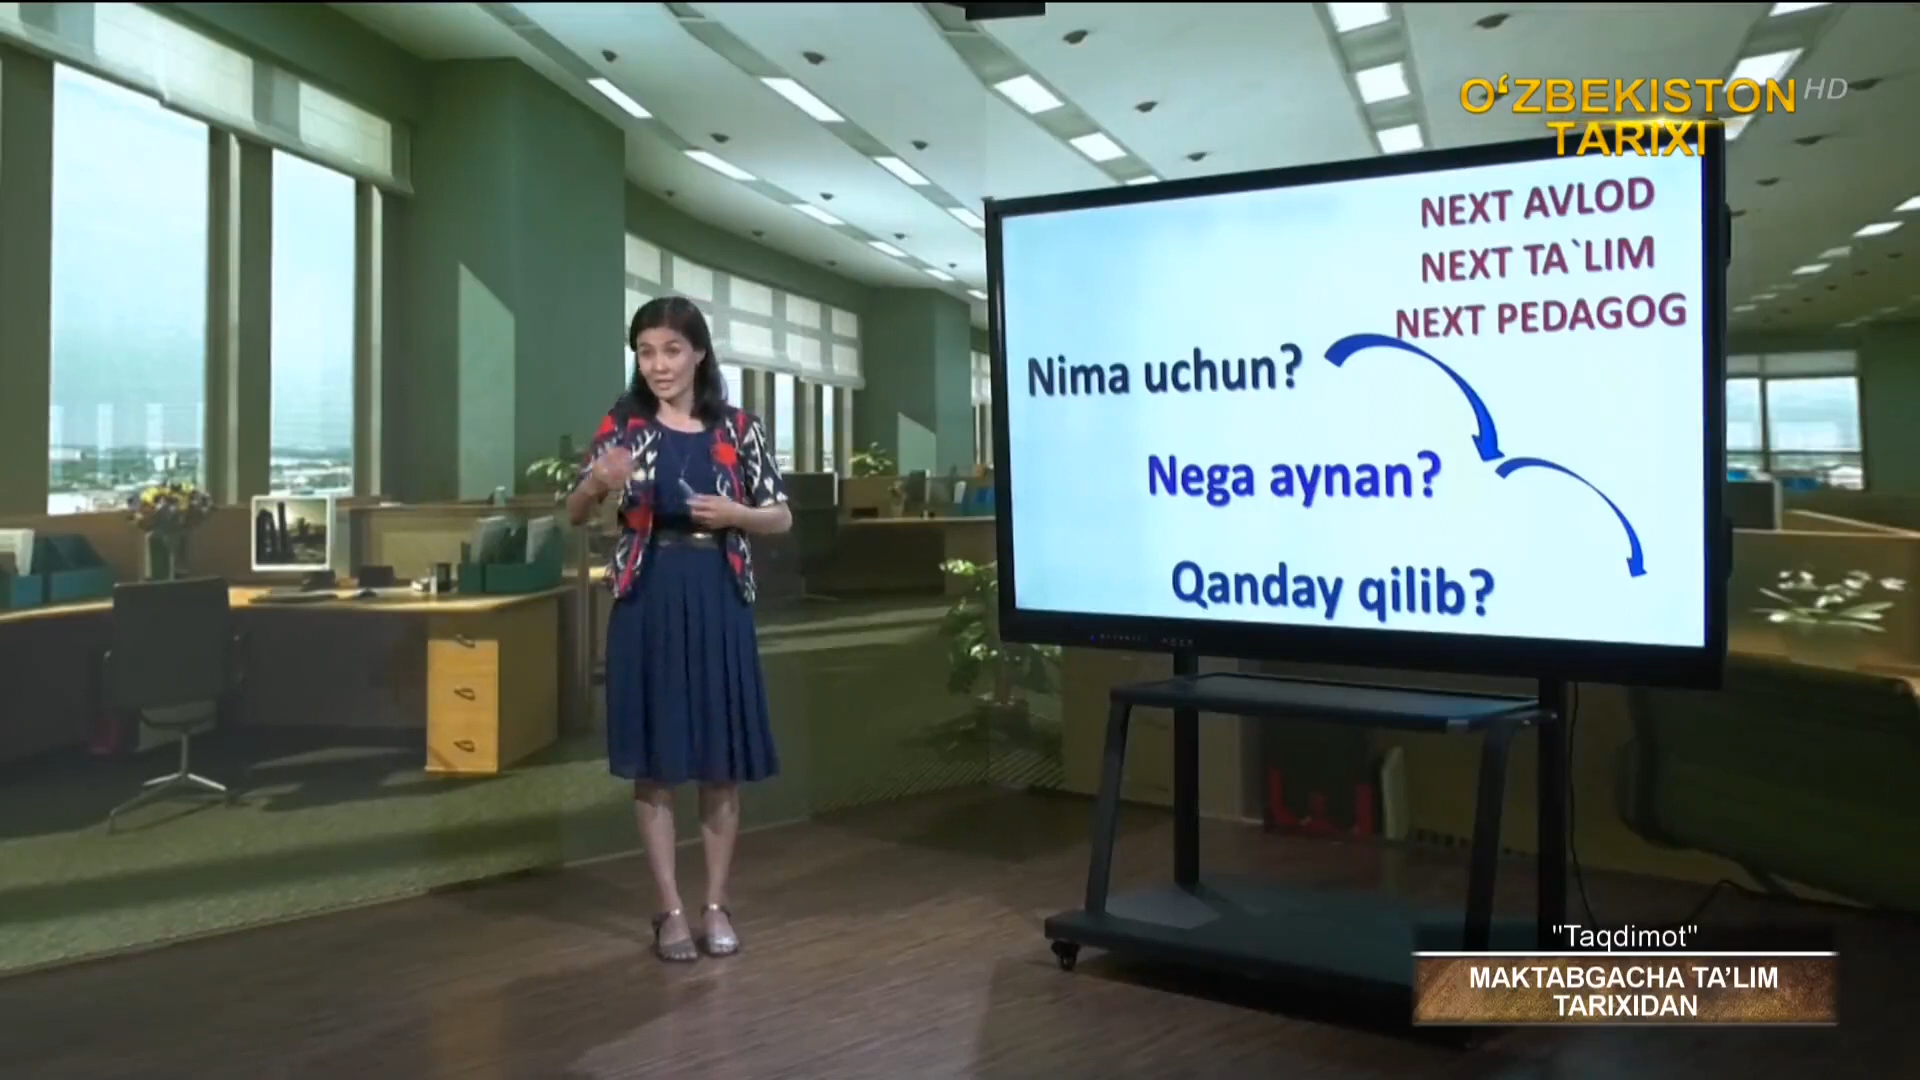 O‘ZBEKISTON HD
TARIXI
NEXT AVLOD
NEXT TA`LIM
NEXT PEDAGOG
Nima uchun?
Nega aynan?
Qanday qilib?
"Taqdimot"
MAKTABGACHA TA’LIM
TARIXIDAN